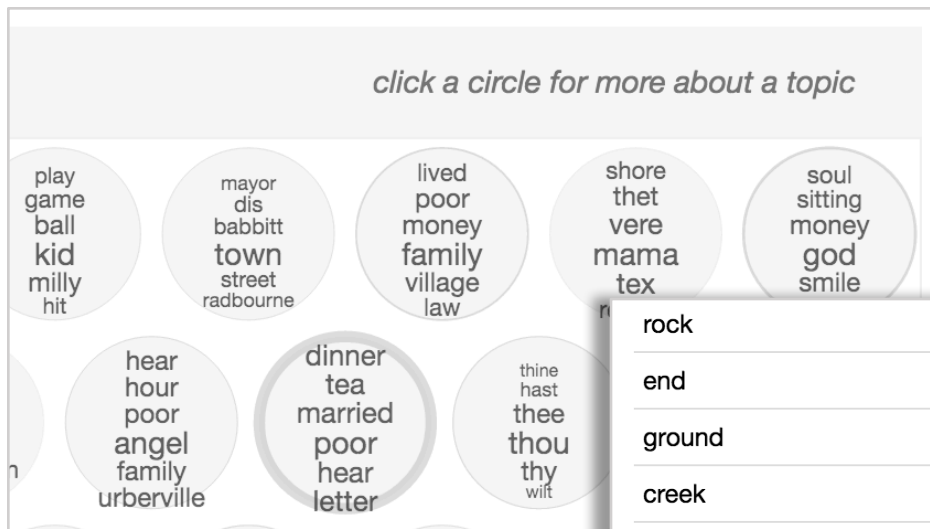 click a circle for more about a topic
play
game
ball
kid
milly
hit
mayor
dis
babbitt
town
street
radbourne
lived
poor
money
family
village
law
shore
thet
vere
mama
tex
soul
sitting
money
god
smile
hear
hour
poor
angel
family
urberville
dinner
tea
married
poor
hear
letter
thine
hast
thee
thou
thy
wilt
rock
end
ground
creek